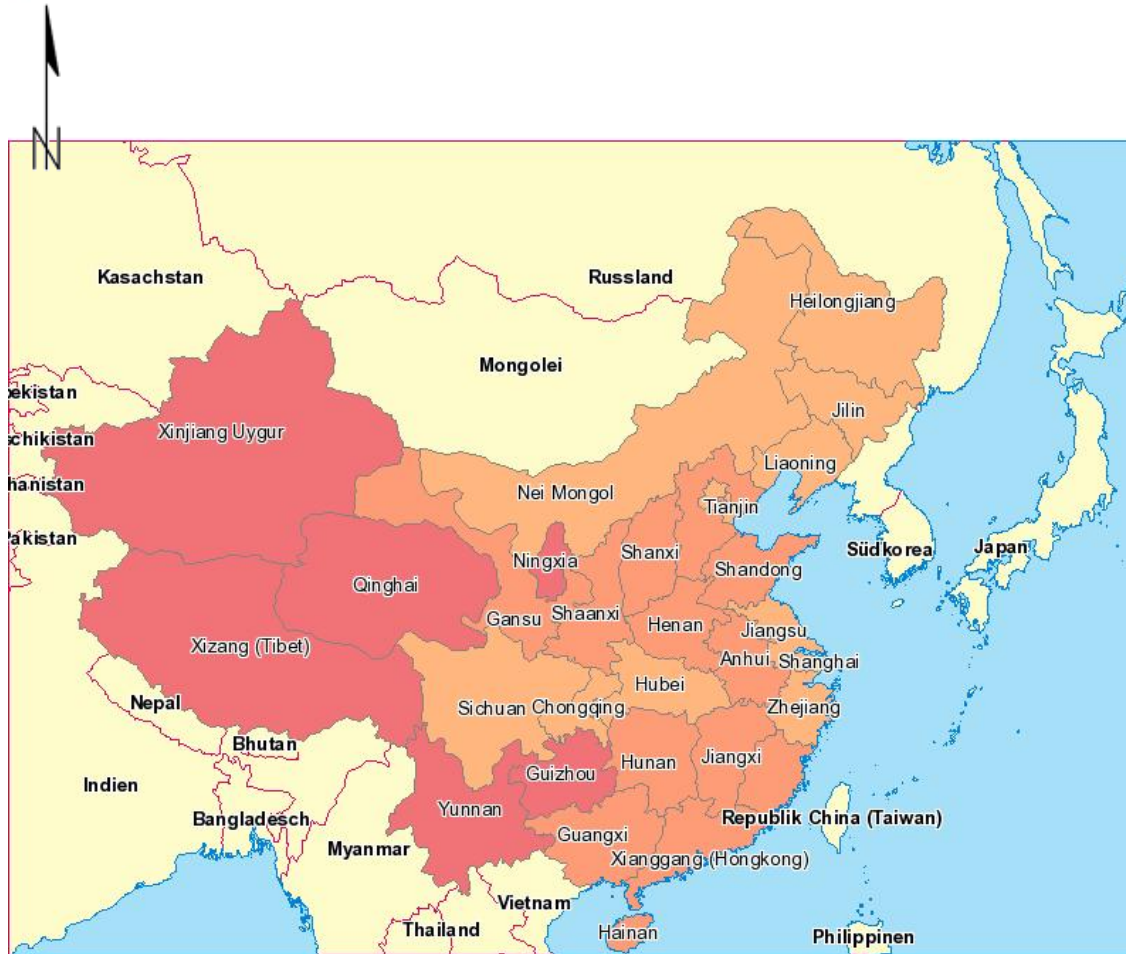 N
Kasachstan
Russland
Heilongjiang
Mongolei
ekistan
Jilin
Xinjiang Uygur
schikistan
Liaoning
hanistan
Nei Mongol
Tianjin
Pakistan
Südkorea
Japan
Ningxia
Shanxi
Shandong
Qinghai
Gansu
Shaanxi
Henan
Jiangsu
Xizang (Tibet)
Anhui
Shanghai
Hubei
Nepal
Sichuan
Chongqing
Zhejiang
Bhutan
Hunan
Jiangxi
Guizhou
Indien
Yunnan
Bangladesch
Republik China (Taiwan)
Guangxi
Myanmar
Xianggang (Hongkong)
Vietnam
Thailand
Hainan
Philippinen